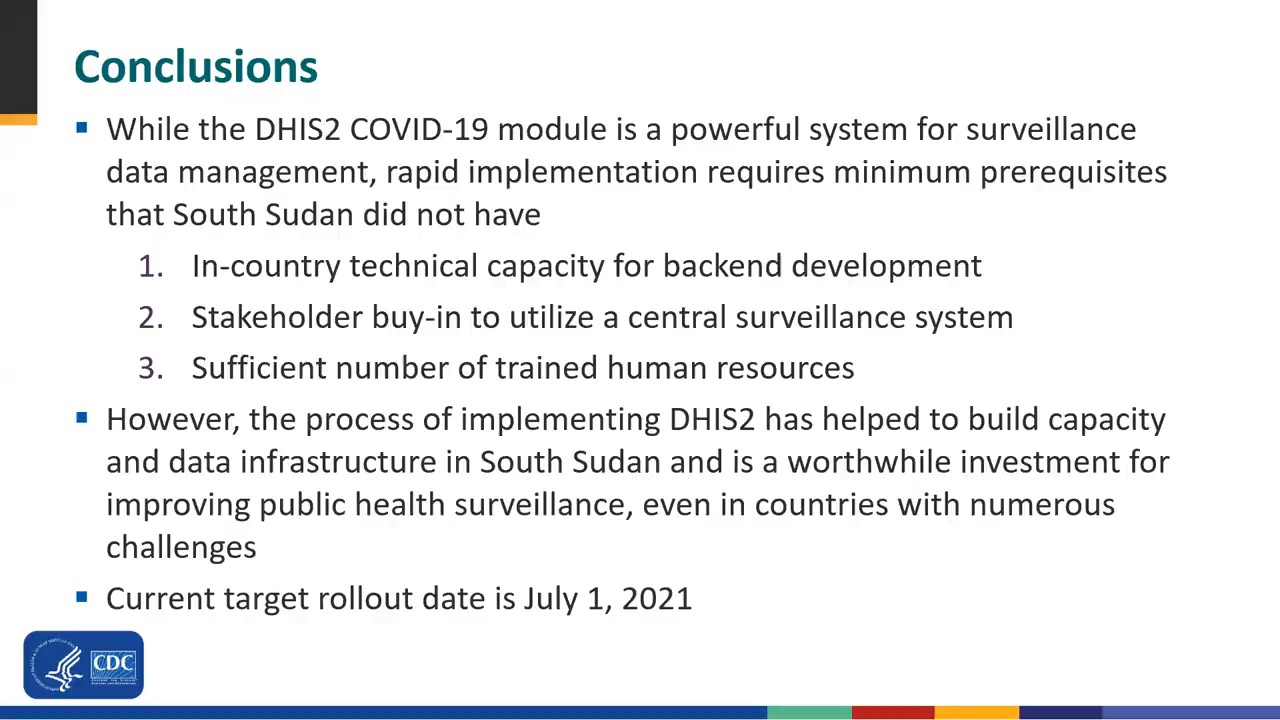 Conclusions
▪ While the DHIS2 COVID-19 module is a powerful system for surveillance
data management, rapid implementation requires minimum prerequisites
that South Sudan did not have
1. In-country technical capacity for backend development
2. Stakeholder buy-in to utilize a central surveillance system
3. Sufficient number of trained human resources
▪ However, the process of implementing DHIS2 has helped to build capacity
and data infrastructure in South Sudan and is a worthwhile investment for
improving public health surveillance, even in countries with numerous
challenges
▪ Current target rollout date is July 1, 2021
CDC